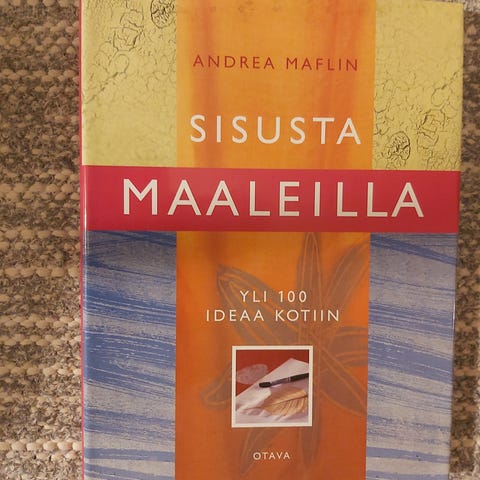 ANDREA MAFLIN
SISUSTA
MAALEILLA
YLI 100
IDEAA KOTIIN
OTAVA